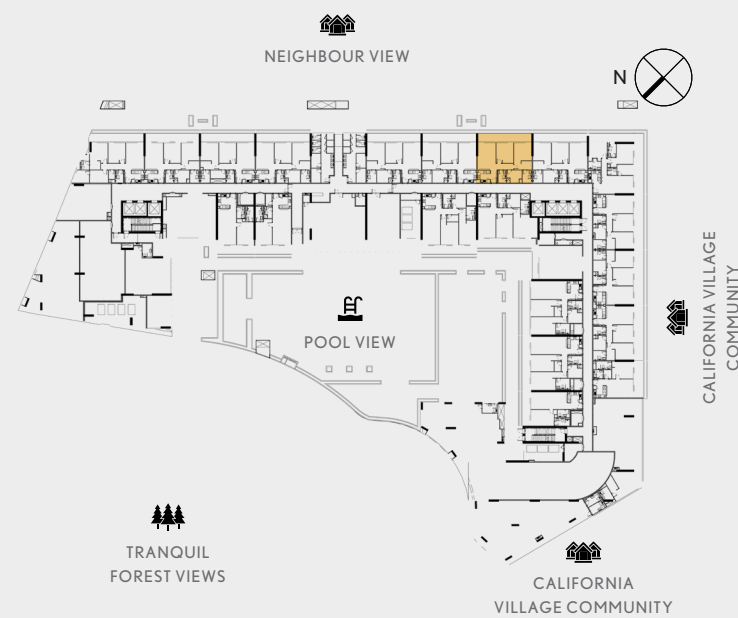 NEIGHBOUR VIEW
N
CALIFORNIA VILLAGE
COMMUNITY
POOL VIEW
TRANQUIL
FOREST VIEWS
CALIFORNIA
VILLAGE COMMUNITY